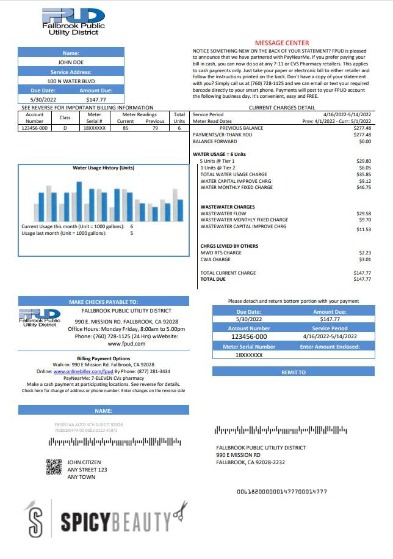 Fallbrook Public
Utility District
Name:
JOHN DOE
Service Address:
100 N WATER BLVD
Due Date: Amount Due:
5/30/2022 $147.77
MESSAGE CENTER
NOTICE SOMETHING NEW ON THE BACK OF YOUR STATEMENT? FPUD is pleased
to announce that we have partnered with PayNearMe. If you prefer paying your
bill in cash, you can now do so at any 7-11 or CVS Pharmacy retailers. This applies
to cash payments only. Just take your paper or electronic bill to either retailer and
follow the instructions printed on the back. Don't have a copy of your statement
with you? Simply call us at (760) 728-1125 and we can email or text your required
barcode directly to your smart phone. Payments will post to your FPUD account
the following business day. It's convenient, easy and FREE.
SEE REVERSE FOR IMPORTANT BILLING INFORMATION
Account Number Class Meter Serial # Meter Readings Current Previous Total Units
123456-000 D 18XXXXXX 85 79 6
CURRENT CHARGES DETAIL
Service Period 4/16/2022-5/14/2022
Meter Read Dates Prev: 4/1/2022 - Curr: 5/1/2022
PREVIOUS BALANCE $277.48
PAYMENTS-YER-THANK YOU $277.48
BALANCE FORWARD $0.00
WATER USAGE = 6 Units
5 Units @ Tier 1 $29.80
Units @ Tier 2 $6.05
TOTAL WATER USAGE CHARGE $35.85
WATER CAPITAL IMPROVE CHRG $9.12
WATER MONTHLY FIXED CHARGE $46.75
WASTEWATER CHARGES
WASTEWATER FLOW $29.58
WASTEWATER MONTHLY FIXED CHARGE $9.70
WASTEWATER CAPITAL IMPROVE CHRG $11.53
CHRGS LEVIED BY OTHERS
MWD RTS CHARGE $2.23
CWA CHARGE $3.01
TOTAL CURRENT CHARGE $147.77
TOTAL DUE $147.77
Water Usage History (Units)
Current Usage this month (Unit = 1000 gallons) 6
Usage last month (Unit = 1000 gallons) 5
MAKE CHECKS PAYABLE TO:
Fallbrook Public
Utility District
FALLBROOK PUBLIC UTILITY DISTRICT
990 E. MISSION RD. FALLBROOK, CA 92028
Office Hours: Monday Friday, 8:00am to 5:00pm
Phone: (760) 728-1125 (24 Hrs) Website:
www.fpud.com
Billing Payment Options
Walk-in: 990 E Mission Rd. Fallbrook, CA 92028
Online: www.onlinebiller.com/fpud By Phone: (877) 281-3434
PayNearMe: 7-ELEVEN CVs pharmacy
Make a cash payment at participating locations. See reverse for details.
Check here for change of address or phone number. Enter changes on the reverse side
NAME:
JOHN CITIZEN
ANY STREET 123
ANY TOWN
Please detach and return bottom portion with your payment
Due Date: Amount Due:
5/30/2022 $147.77
Account Number Service Period
123456-000 4/16/2022-5/14/2022
Meter Serial Number Enter Amount Enclosed:
18XXXXXX
REMIT TO
FALLBROOK PUBLIC UTILITY DISTRICT
990 E MISSION RD
FALLBROOK, CA 92028-2232
SPICYBEAUTY